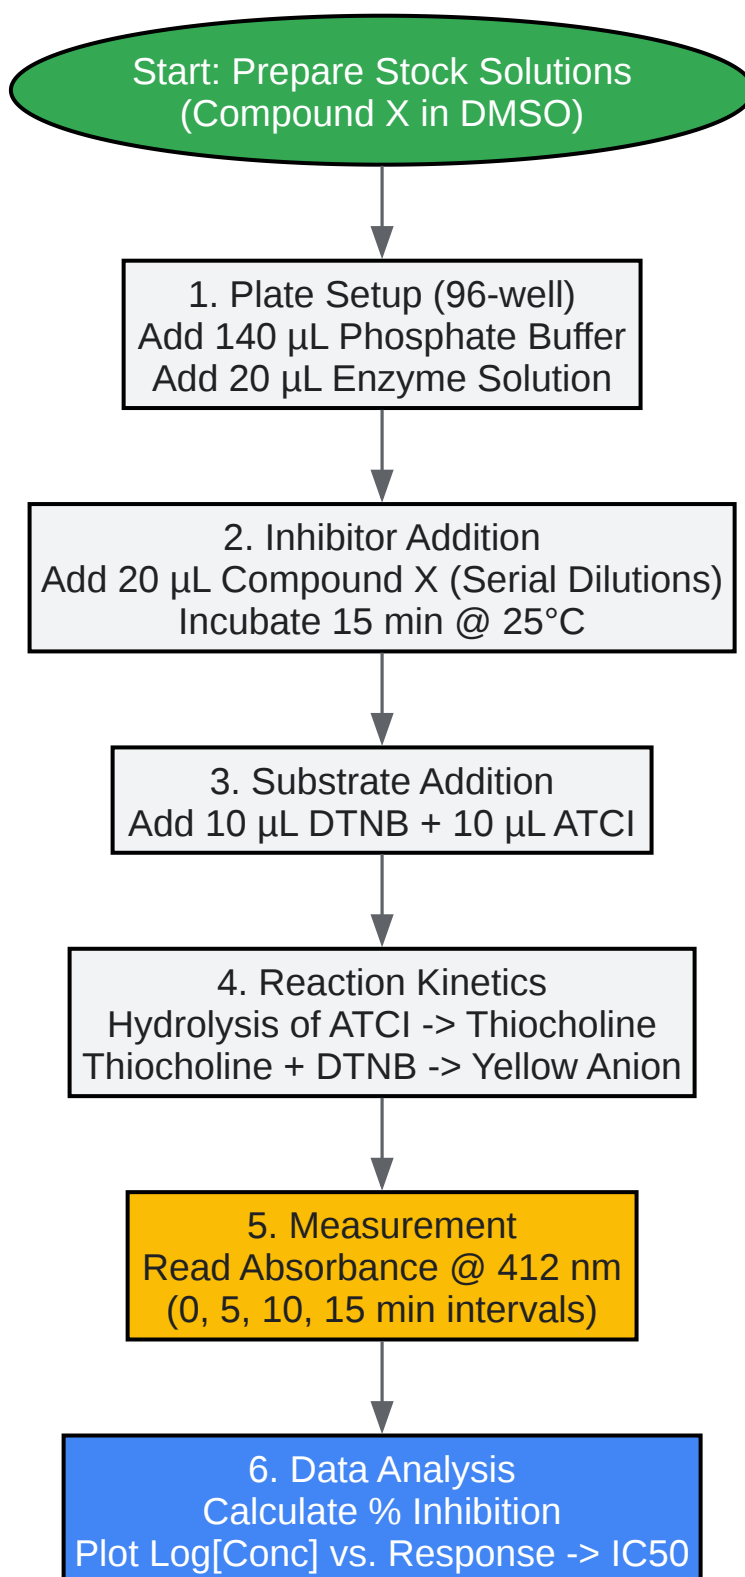 Start: Prepare Stock Solutions
(Compound X in DMSO)
1. Plate Setup (96-well)
Add 140 µL Phosphate Buffer
Add 20 µL Enzyme Solution
2. Inhibitor Addition
Add 20 µL Compound X (Serial Dilutions)
Incubate 15 min @ 25°C
3. Substrate Addition
Add 10 µL DTNB + 10 µL ATCI
4. Reaction Kinetics
Hydrolysis of ATCI -> Thiocholine
Thiocholine + DTNB -> Yellow Anion
5. Measurement
Read Absorbance @ 412 nm
(0, 5, 10, 15 min intervals)
6. Data Analysis
Calculate % Inhibition
Plot Log[Conc] vs. Response -> IC50